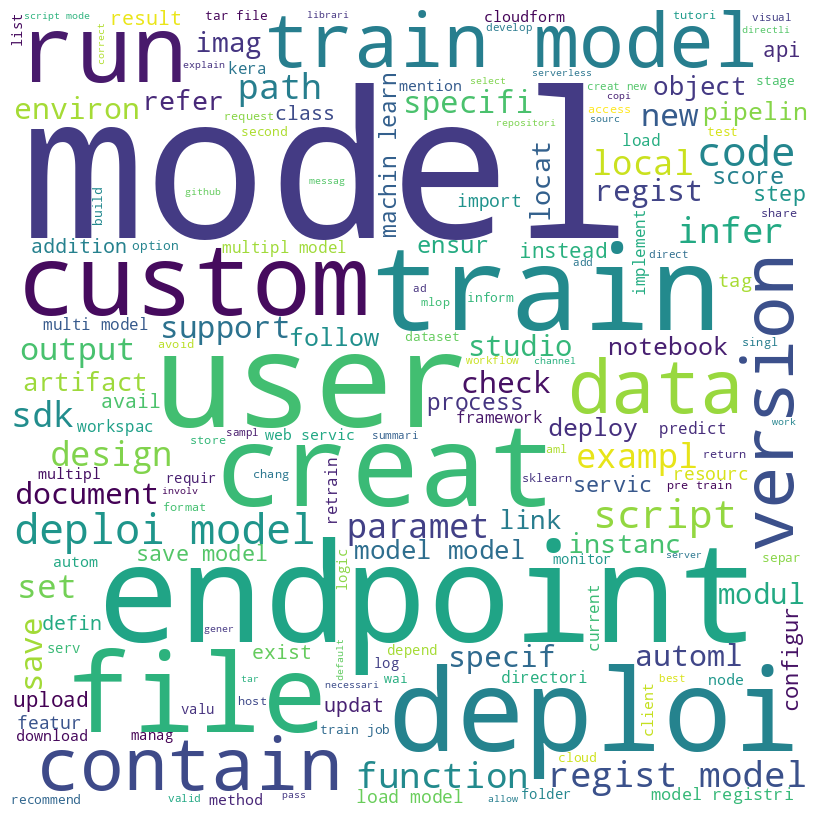 script mode
result
tar file
librari
cloudform
tutori
visual
list
correct
run
imag
train model
develop
directli
api
explain
kera
path
mention
select
serverless
creat new
object
stage
environ
refer
class
machin learn
specifi
copi
access
new
pipelin
request
second
repositori
sourc
test
model
github
messag
locat
load
local
code
score
build
import
regist
step
share
addition
option
multipl model
ensur
instead
implement
direct
infer
custom
train
add
tag
ad
mlop
inform
version
multi model
support
follow
dataset
studio
notebook
singl
output
avoid
user
workflow
channel
data
artifact
avail
check
process
framework
deploy
predict
work
sdk
workspac
store
sampl
web servic
summari
creat
aml
exampl
design
multipl
requir
chang
sklearn
return
resourc
document
involv
format
retrain
servic
pre train
deploi model
paramet
link
script
save model
model model
instanc
autom
logic
monitor
server
separ
set
endpoint
modul
defin
current
save
serv
gener
exist
default
depend
specif
automl
configur
file
log
wai
directori
node
upload
tar
host
necessari
updat
deploi
client
best
featur
valu
download
manag
train job
contain
cloud
function
regist model
recommend
valid
method
pass
load model
allow
folder
model registri